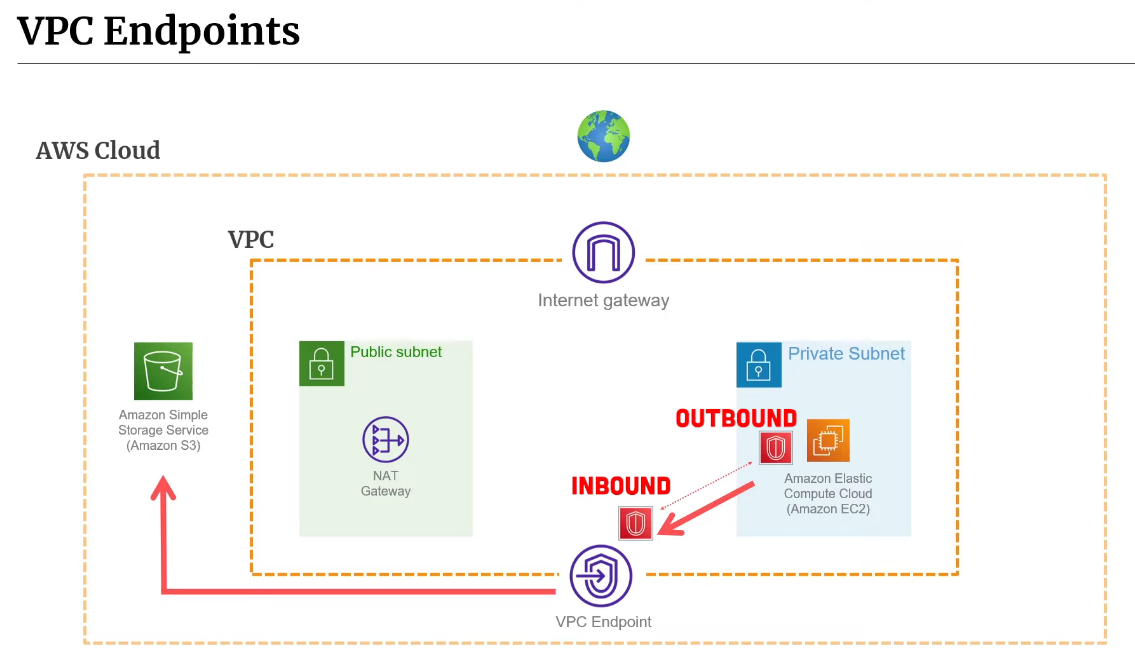 VPC Endpoints
AWS Cloud
VPC
Internet gateway
Public subnet
Private Subnet
Amazon Simple
Storage Service
(Amazon S3)
OUTBOUND
NAT
Gateway
INBOUND
Amazon Elastic
Compute Cloud
(Amazon EC2)
VPC Endpoint